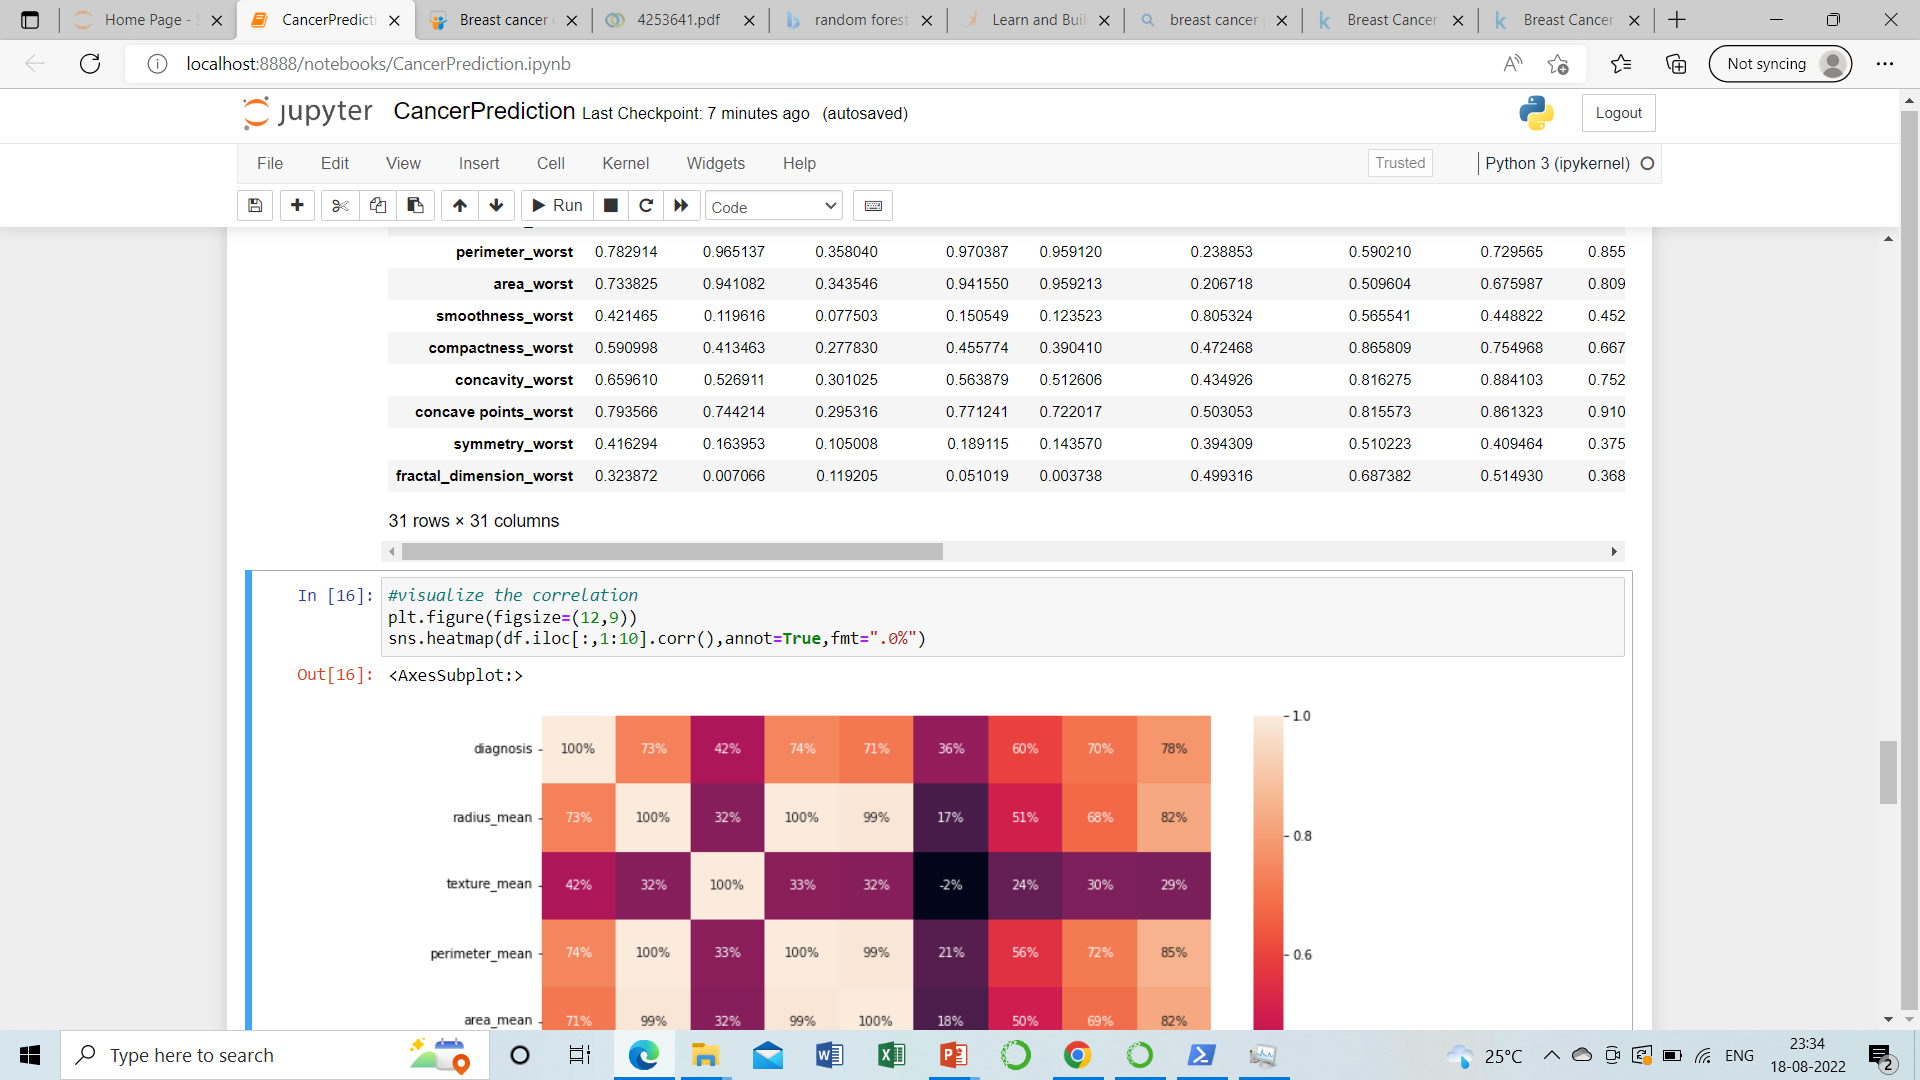 Home Page - S
CancerPredicti
Breast cancer
4253641.pdf
random forest
Learn and Buil
breast cancer
Breast Cancer
Breast Cancer
localhost:8888/notebooks/CancerPrediction.ipynb
Not syncing
jupyter CancerPrediction Last Checkpoint: 7 minutes ago (autosaved)
Logout
File Edit View Insert Cell Kernel Widgets Help
Trusted
Python 3 (ipykernel)
Run
Code
perimeter_worst 0.782914 0.965137 0.358040 0.970387 0.959120 0.238853 0.590210 0.729565 0.855
area_worst 0.733825 0.941082 0.343546 0.941550 0.959213 0.206718 0.509604 0.675987 0.809
smoothness_worst 0.421465 0.119616 0.077503 0.150549 0.123523 0.805324 0.565541 0.448822 0.452
compactness_worst 0.590998 0.413463 0.277830 0.455774 0.390410 0.472468 0.865809 0.754968 0.667
concavity_worst 0.659610 0.526911 0.301025 0.563879 0.512606 0.434926 0.816275 0.884103 0.752
concave points_worst 0.793566 0.744214 0.295316 0.771241 0.722017 0.503053 0.815573 0.861323 0.910
symmetry_worst 0.416294 0.163953 0.105008 0.189115 0.143570 0.394309 0.510223 0.409464 0.375
fractal_dimension_worst 0.323872 0.007066 0.119205 0.051019 0.003738 0.499316 0.687382 0.514930 0.368
31 rows × 31 columns
In [16]: #visualize the correlation
plt.figure(figsize=(12,9))
sns.heatmap(df.iloc[:,1:10].corr(),annot=True,fmt=".0%")
Out[16]: <AxesSubplot:>
diagnosis 100% 73% 42% 74% 71% 36% 60% 70% 78%
radius_mean 73% 100% 32% 100% 99% 17% 51% 68% 82%
texture_mean 42% 32% 100% 33% 32% -2% 24% 30% 29%
perimeter_mean 74% 100% 33% 100% 99% 21% 56% 72% 85%
area_mean 71% 99% 32% 99% 100% 18% 50% 69% 82%
1.0
0.8
0.6
Type here to search
25°C
ENG
23:34
18-08-2022
2